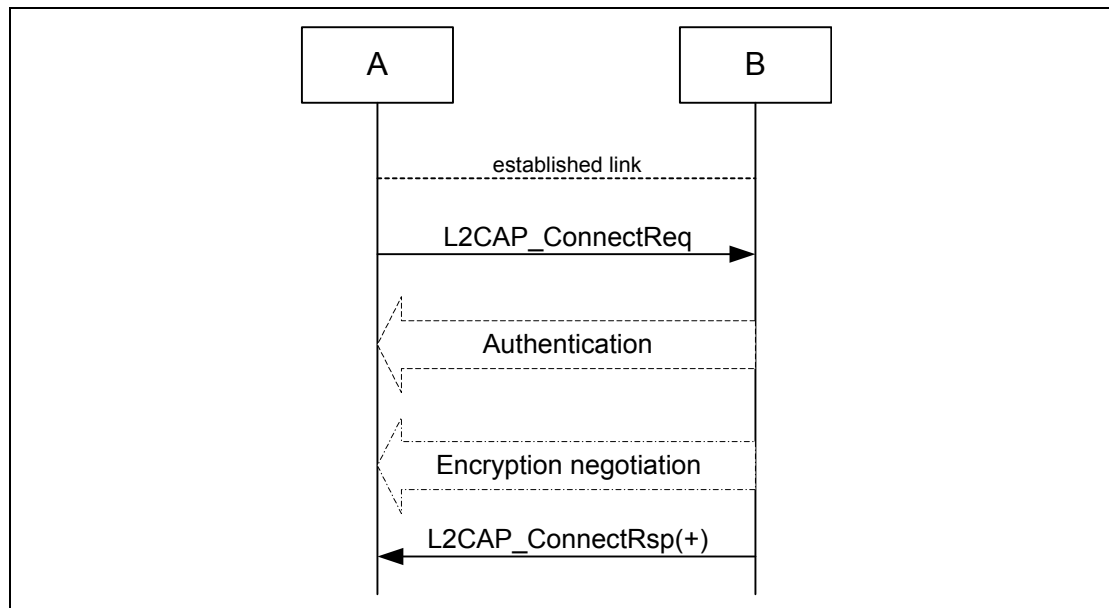 A
B
established link
L2CAP_ConnectReq
Authentication
Encryption negotiation
L2CAP_ConnectRsp(+)